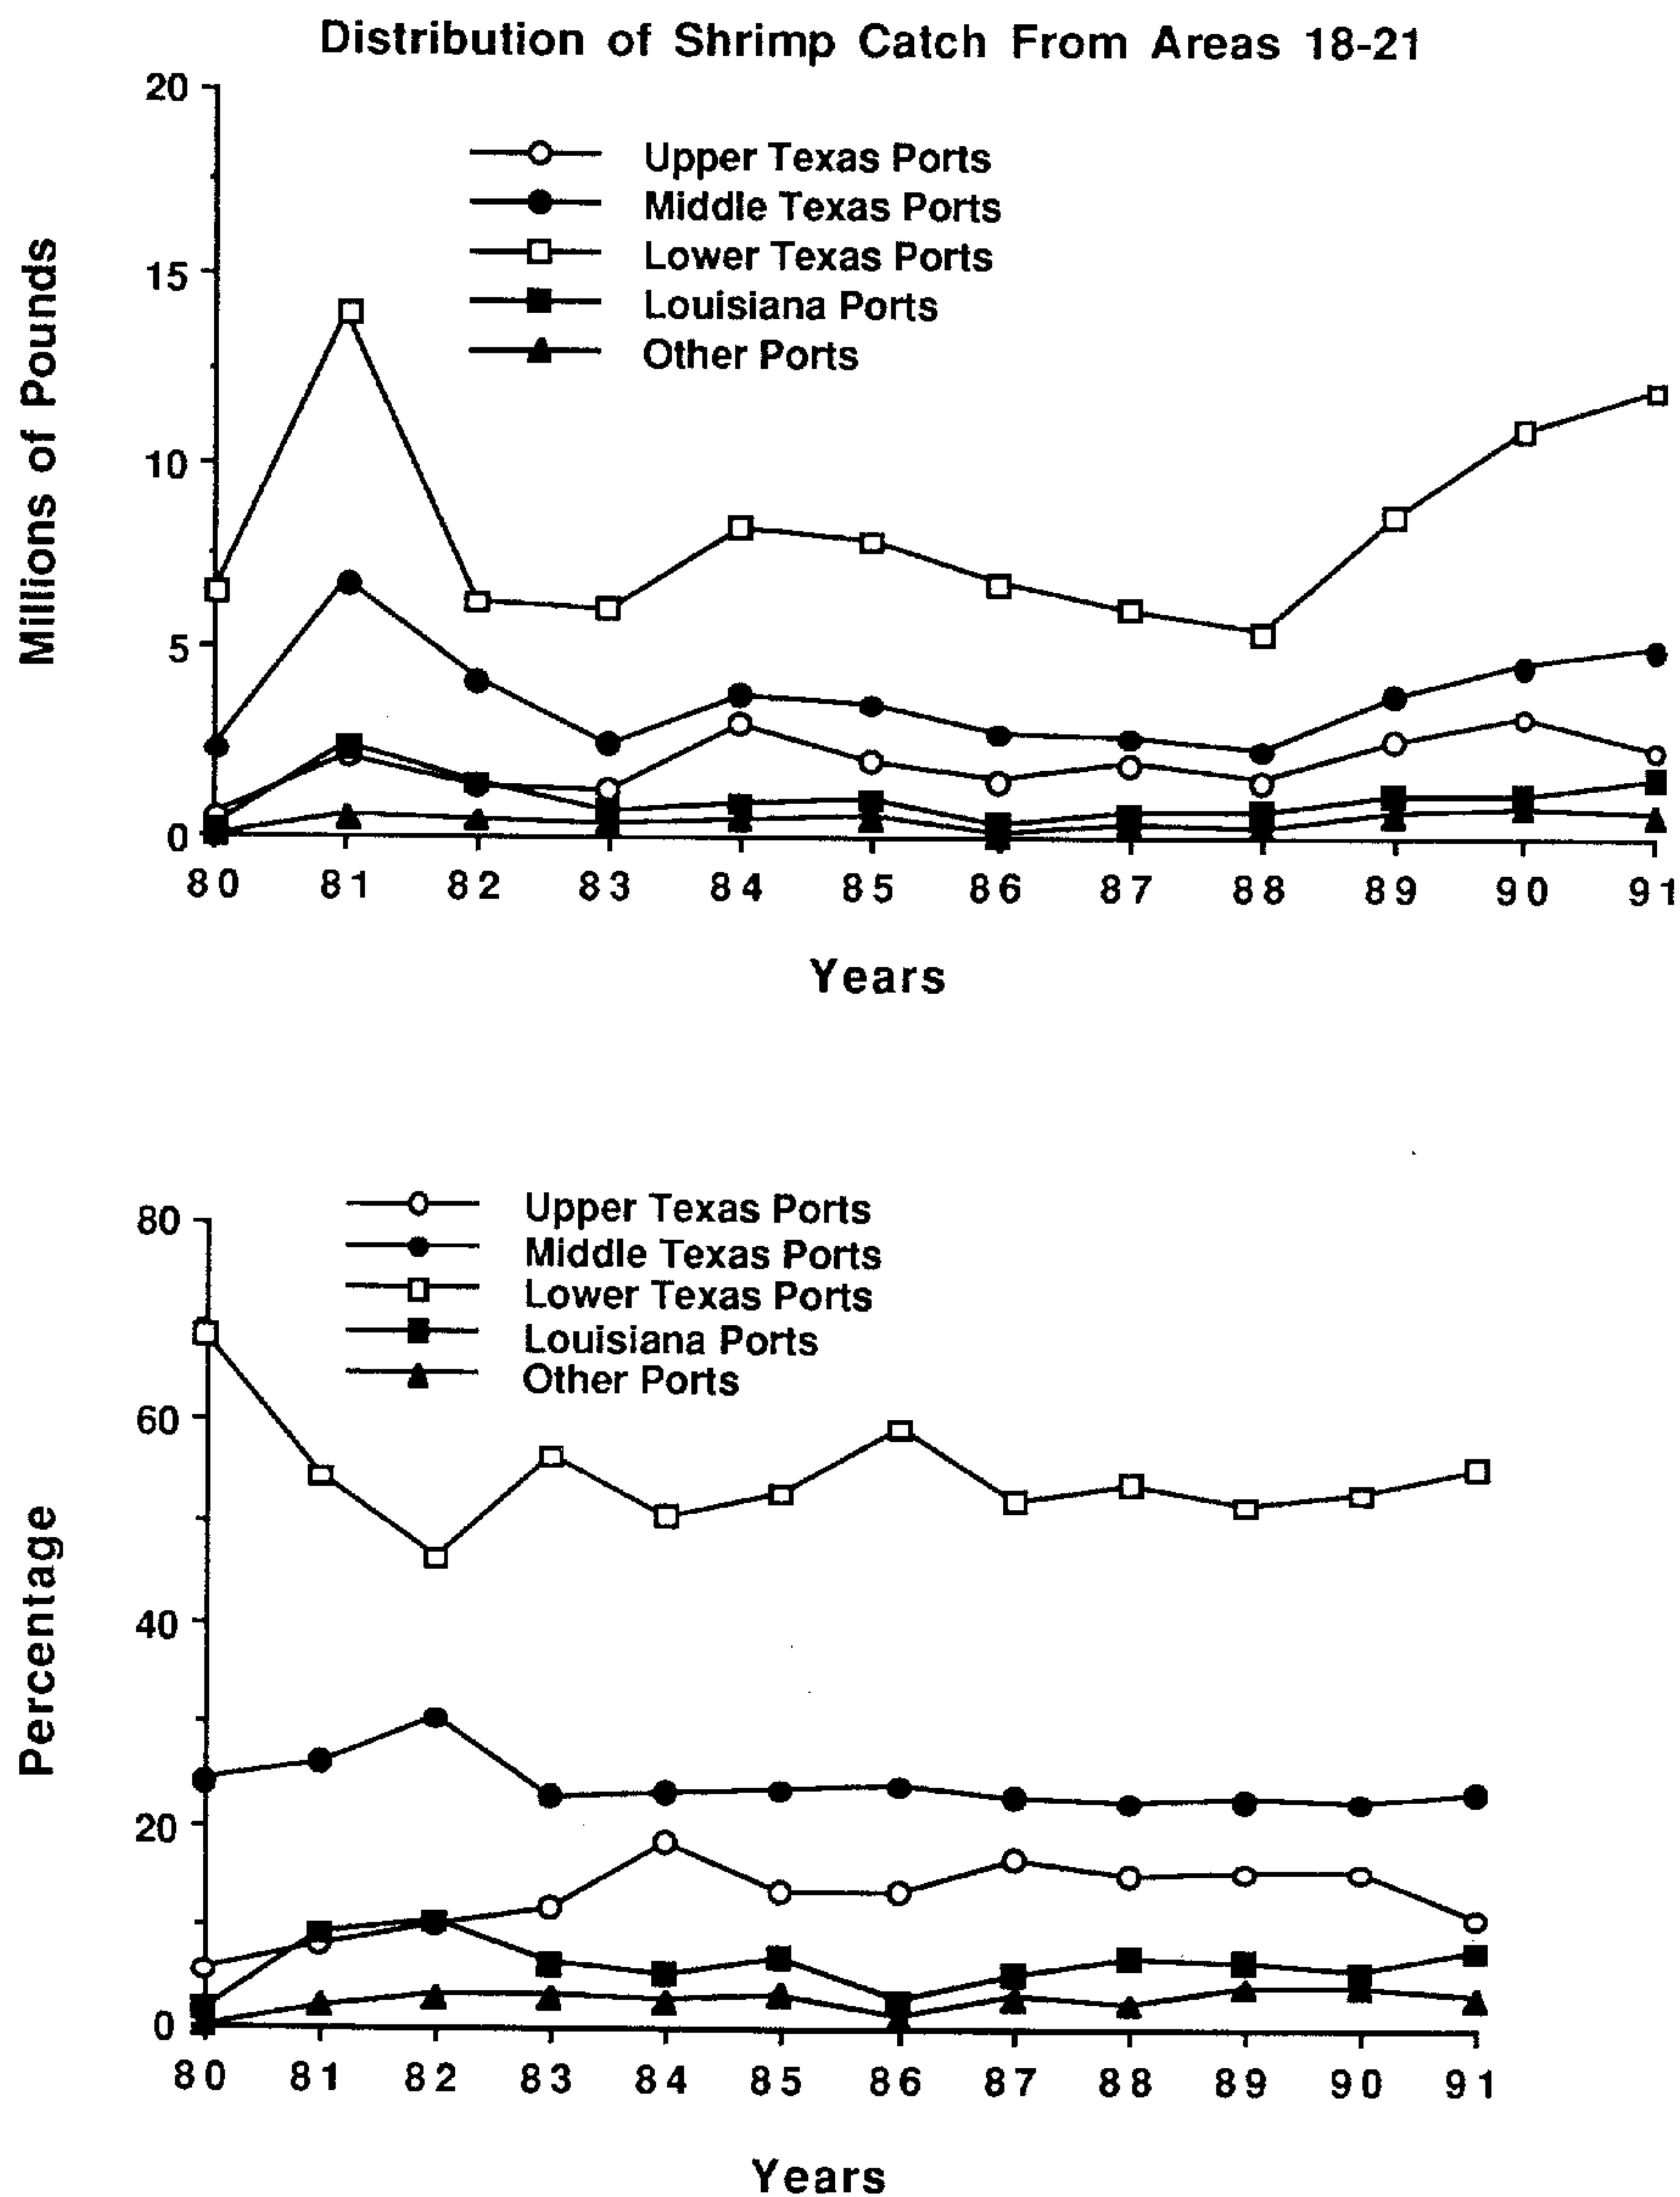 Distribution of Shrimp Catch From Areas 18-21
20
15
10
5
0
Millions of Pounds
Upper Texas Ports
Middle Texas Ports
Lower Texas Ports
Louisiana Ports
Other Ports
80 81 82 83 84 85 86 87 88 89 90 91
Years
80
60
40
20
0
Percentage
Upper Texas Ports
Middle Texas Ports
Lower Texas Ports
Louisiana Ports
Other Ports
80 81 82 83 84 85 86 87 88 89 90 91
Years